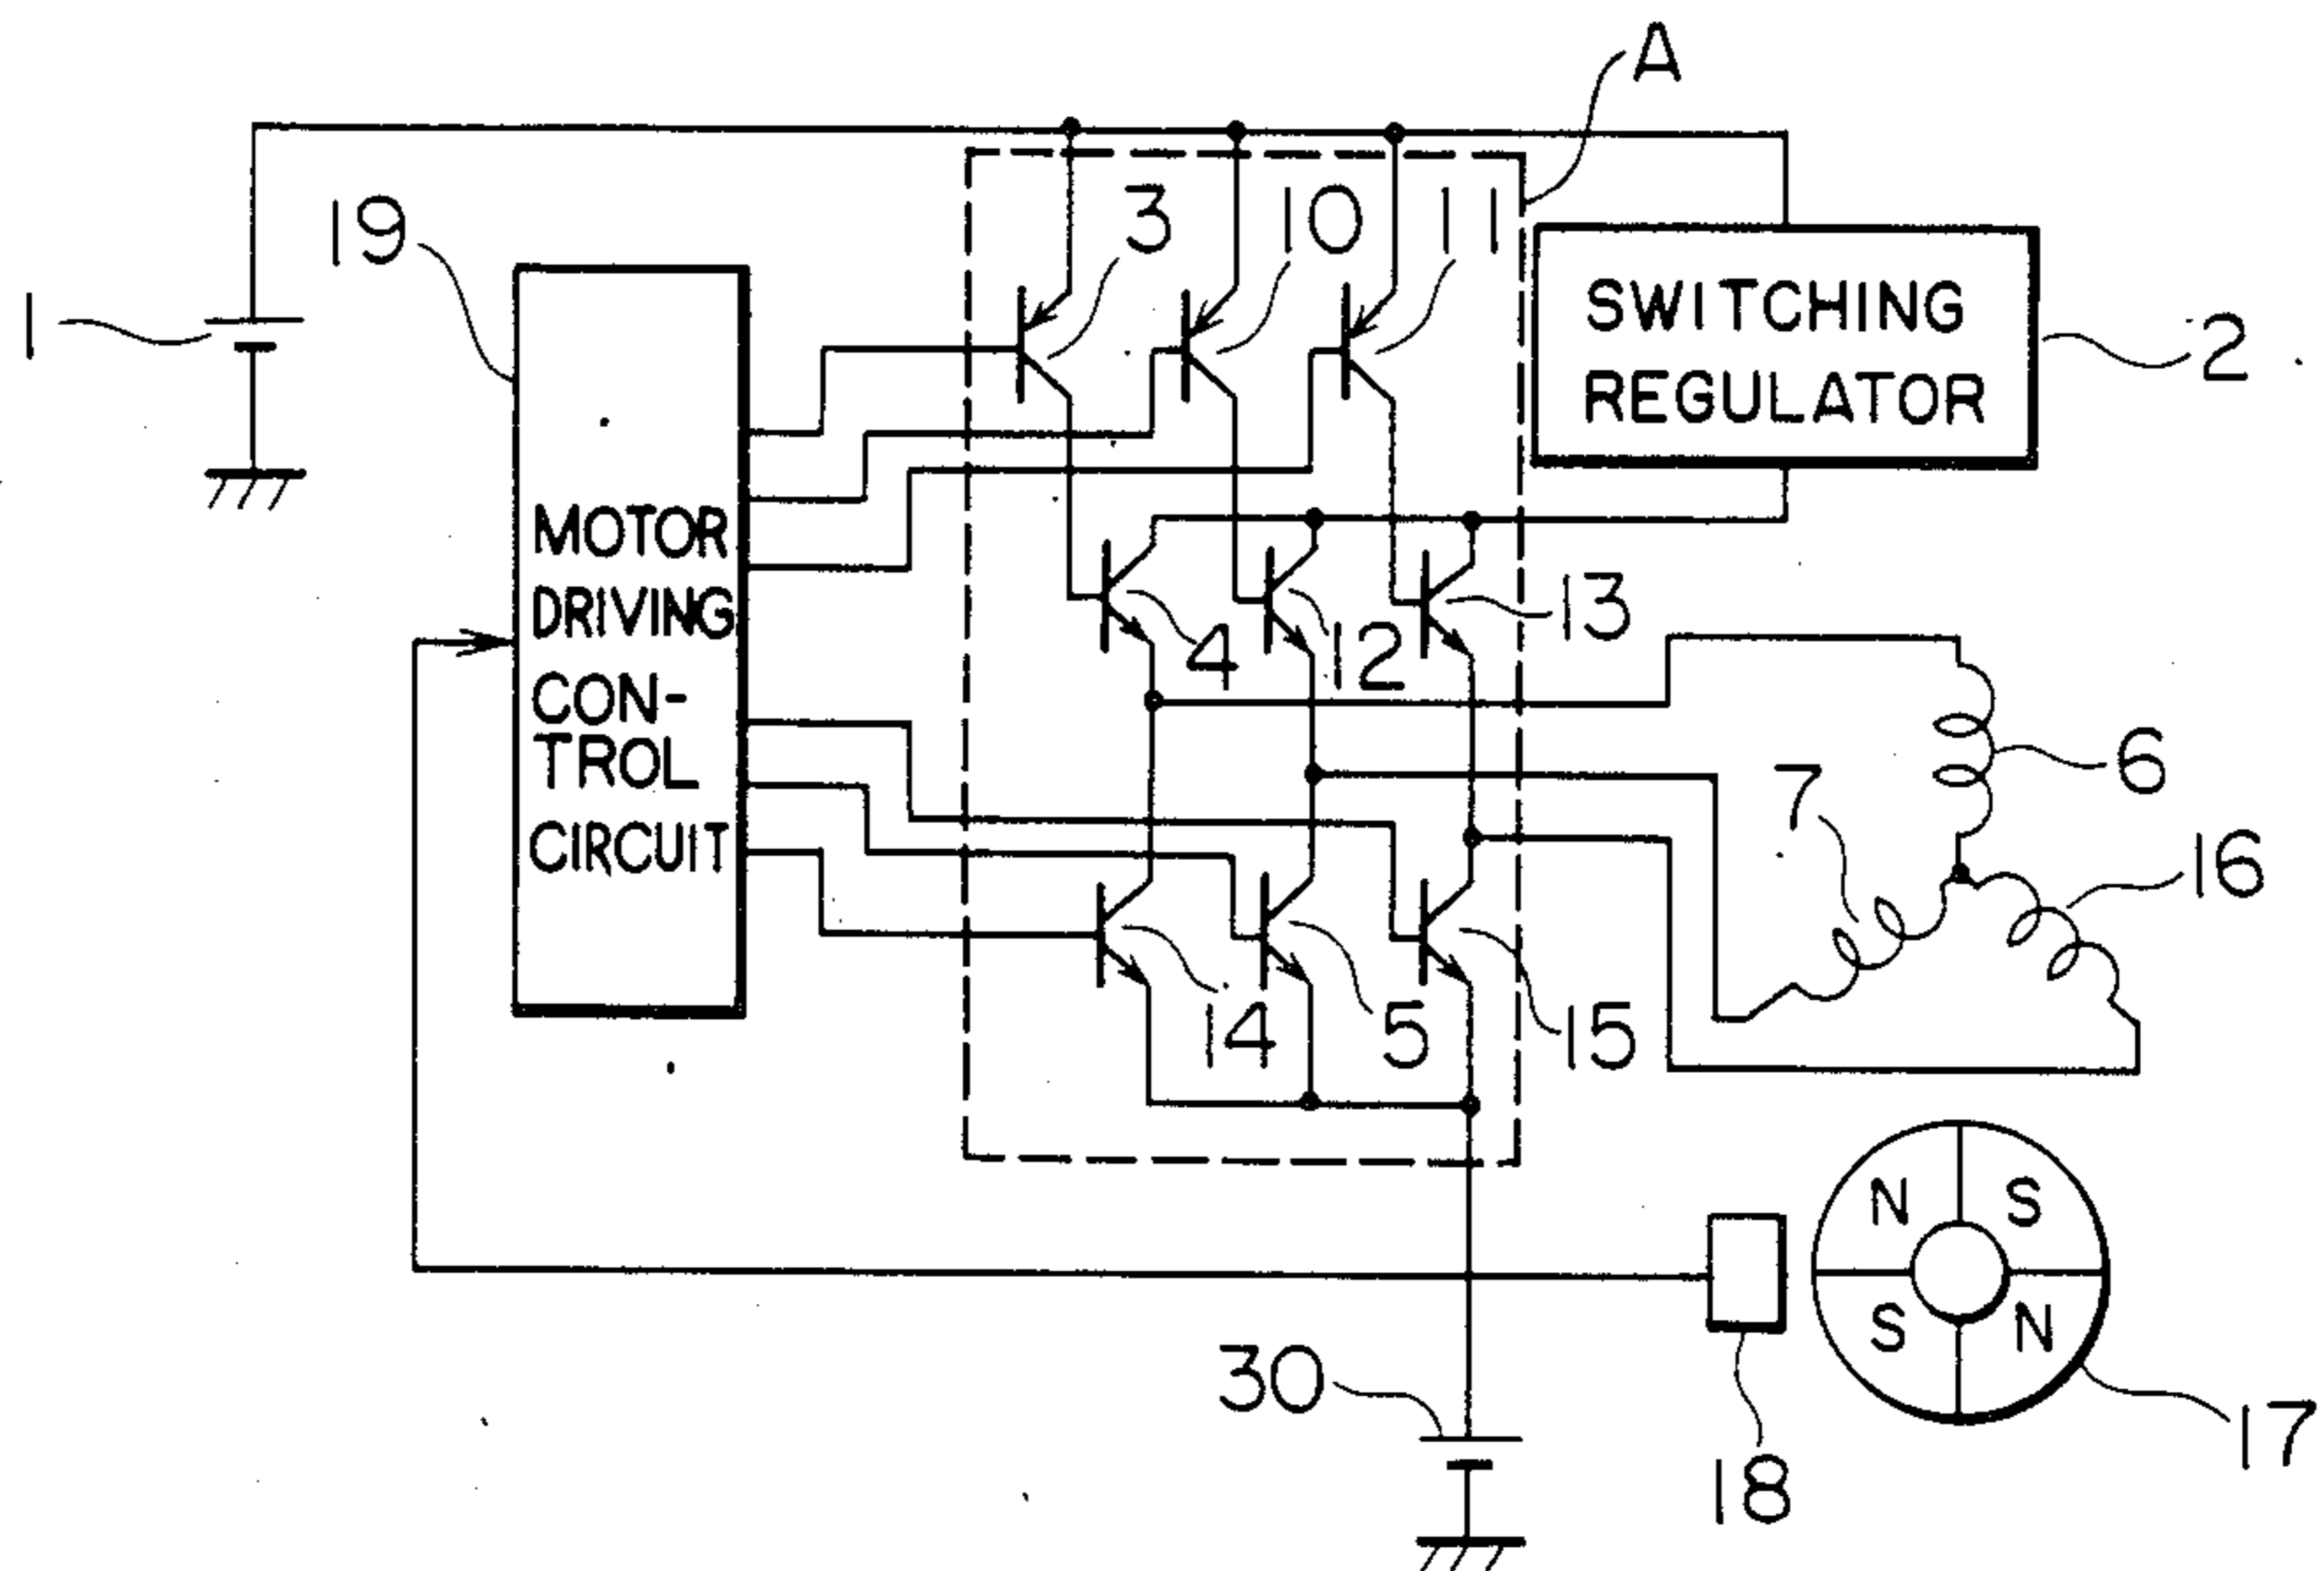 A
3
10
11
19
1
SWITCHING
REGULATOR
2
MOTOR
DRIVING
CON-
TROL
CIRCUIT
4
12
13
6
7
16
14
5
15
N
S
S
N
30
18
17